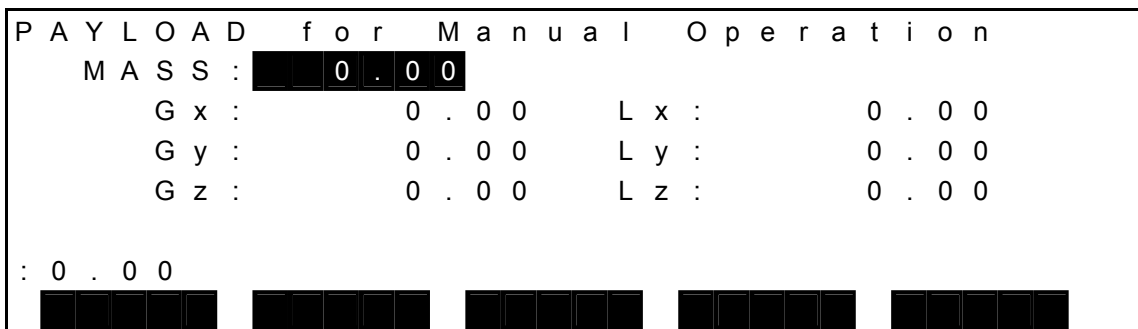 PAYLOAD for Manual Operation
MASS: 0.00
Gx: 0.00 Lx: 0.00
Gy: 0.00 Ly: 0.00
Gz: 0.00 Lz: 0.00
:0.00